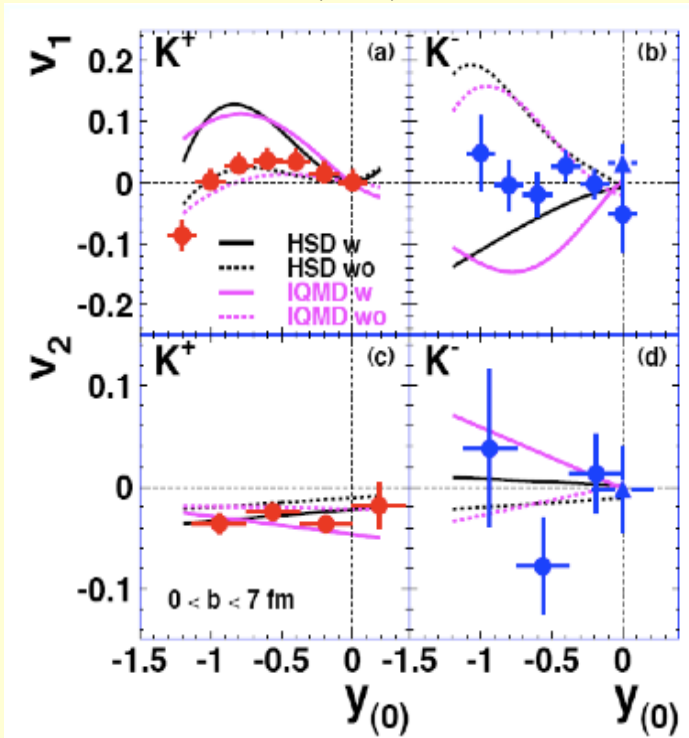 v1 K+ (a) K- (b)
0.2
0.1
0
-0.1
-0.2
HSD w
HSD wo
IQMD w
IQMD wo
v2 K+ (c) K- (d)
0.1
0
-0.1
0 < b < 7 fm
-1.5 -1 -0.5 0 -1.5 -1 -0.5 0
y(0) y(0)